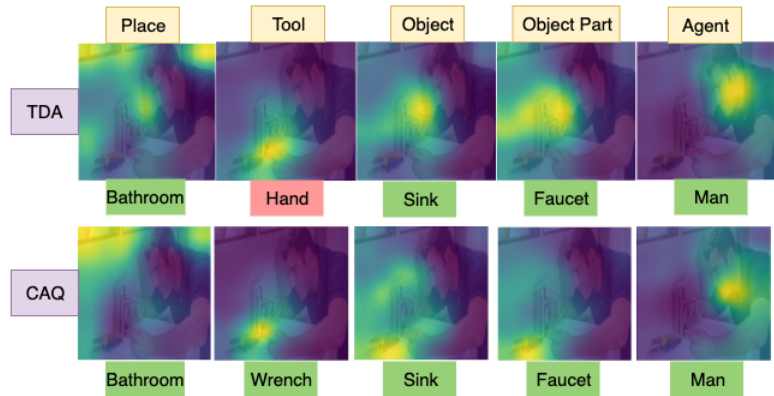 Place Tool Object Object Part Agent
TDA
Bathroom Hand Sink Faucet Man
CAQ
Bathroom Wrench Sink Faucet Man